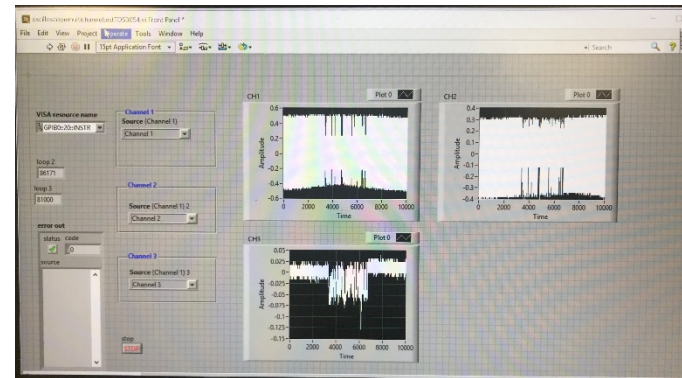 File Edit View Project Operate Tools Window Help
15pt Application Font
Search
VISA resource name
GPIB0::20::INSTR
loop 2
86171
loop 3
81000
error out
status code
0
source
Channel 1
Source (Channel 1)
Channel 1
Channel 2
Source (Channel 1) 2
Channel 2
Channel 3
Source (Channel 1) 3
Channel 3
stop
STOP
CH1
Plot 0
Amplitude
0.6
0.4
0.2
0
-0.2
-0.4
-0.6
0 2000 4000 6000 8000 10000
Time
CH2
Plot 0
Amplitude
0.4
0.3
0.2
0.1
0
-0.1
-0.2
-0.3
-0.4
0 2000 4000 6000 8000 10000
Time
CH3
Plot 0
Amplitude
0.05
0.025
0
-0.025
-0.05
-0.075
-0.1
-0.125
-0.15
0 2000 4000 6000 8000 10000
Time